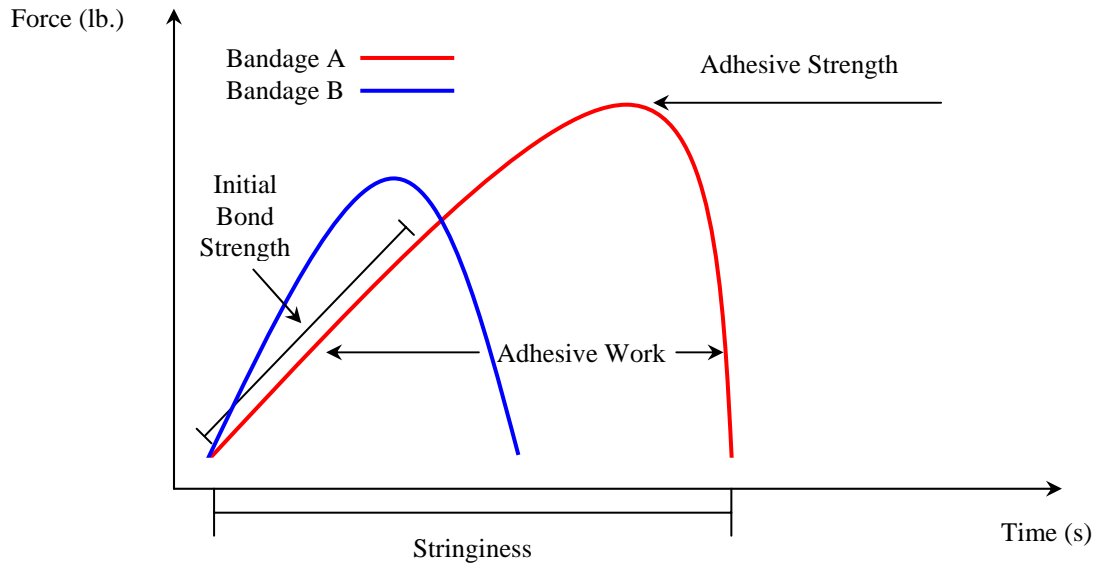 Force (lb.)
Bandage A
Bandage B
Adhesive Strength
Initial
Bond
Strength
Adhesive Work
Time (s)
Stringiness